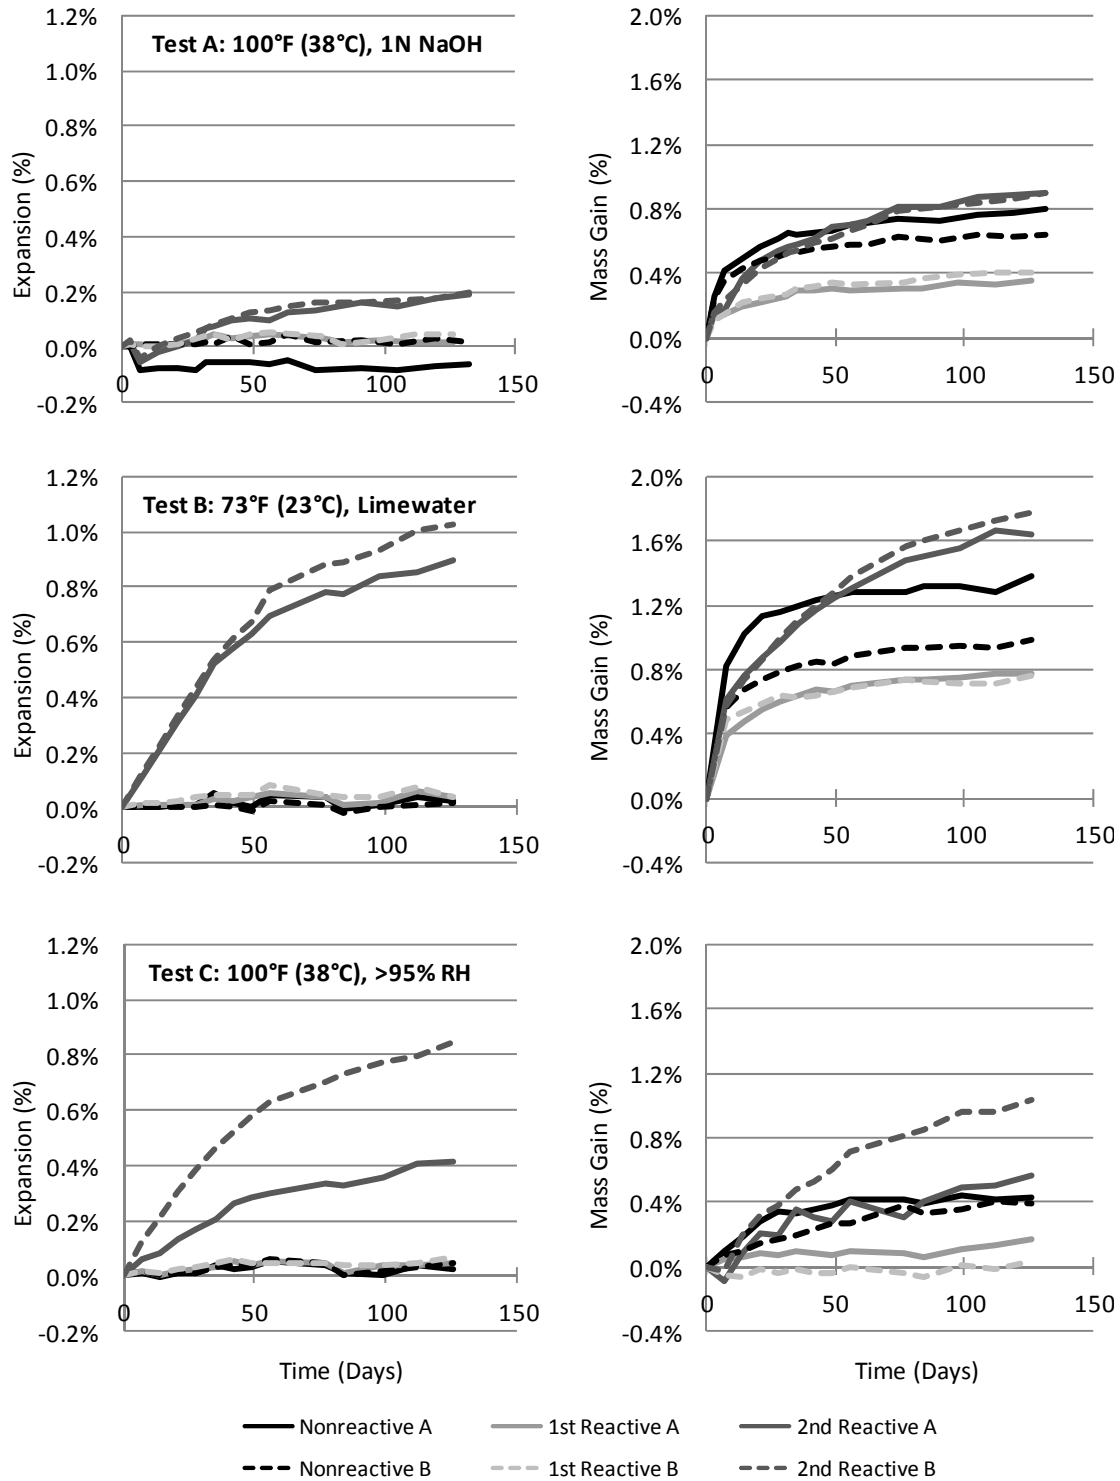 1.2%
Test A: 100°F (38°C), 1N NaOH
1.0%
0.8%
0.6%
0.4%
0.2%
0.0%
-0.2%
0 50 100 150
Expansion (%)
2.0%
1.6%
1.2%
0.8%
0.4%
0.0%
-0.4%
0 50 100 150
Mass Gain (%)
1.2%
Test B: 73°F (23°C), Limewater
1.0%
0.8%
0.6%
0.4%
0.2%
0.0%
-0.2%
0 50 100 150
Expansion (%)
2.0%
1.6%
1.2%
0.8%
0.4%
0.0%
-0.4%
0 50 100 150
Mass Gain (%)
1.2%
Test C: 100°F (38°C), >95% RH
1.0%
0.8%
0.6%
0.4%
0.2%
0.0%
-0.2%
0 50 100 150
Expansion (%)
Time (Days)
2.0%
1.6%
1.2%
0.8%
0.4%
0.0%
-0.4%
0 50 100 150
Mass Gain (%)
Time (Days)
Nonreactive A 1st Reactive A 2nd Reactive A
Nonreactive B 1st Reactive B 2nd Reactive B